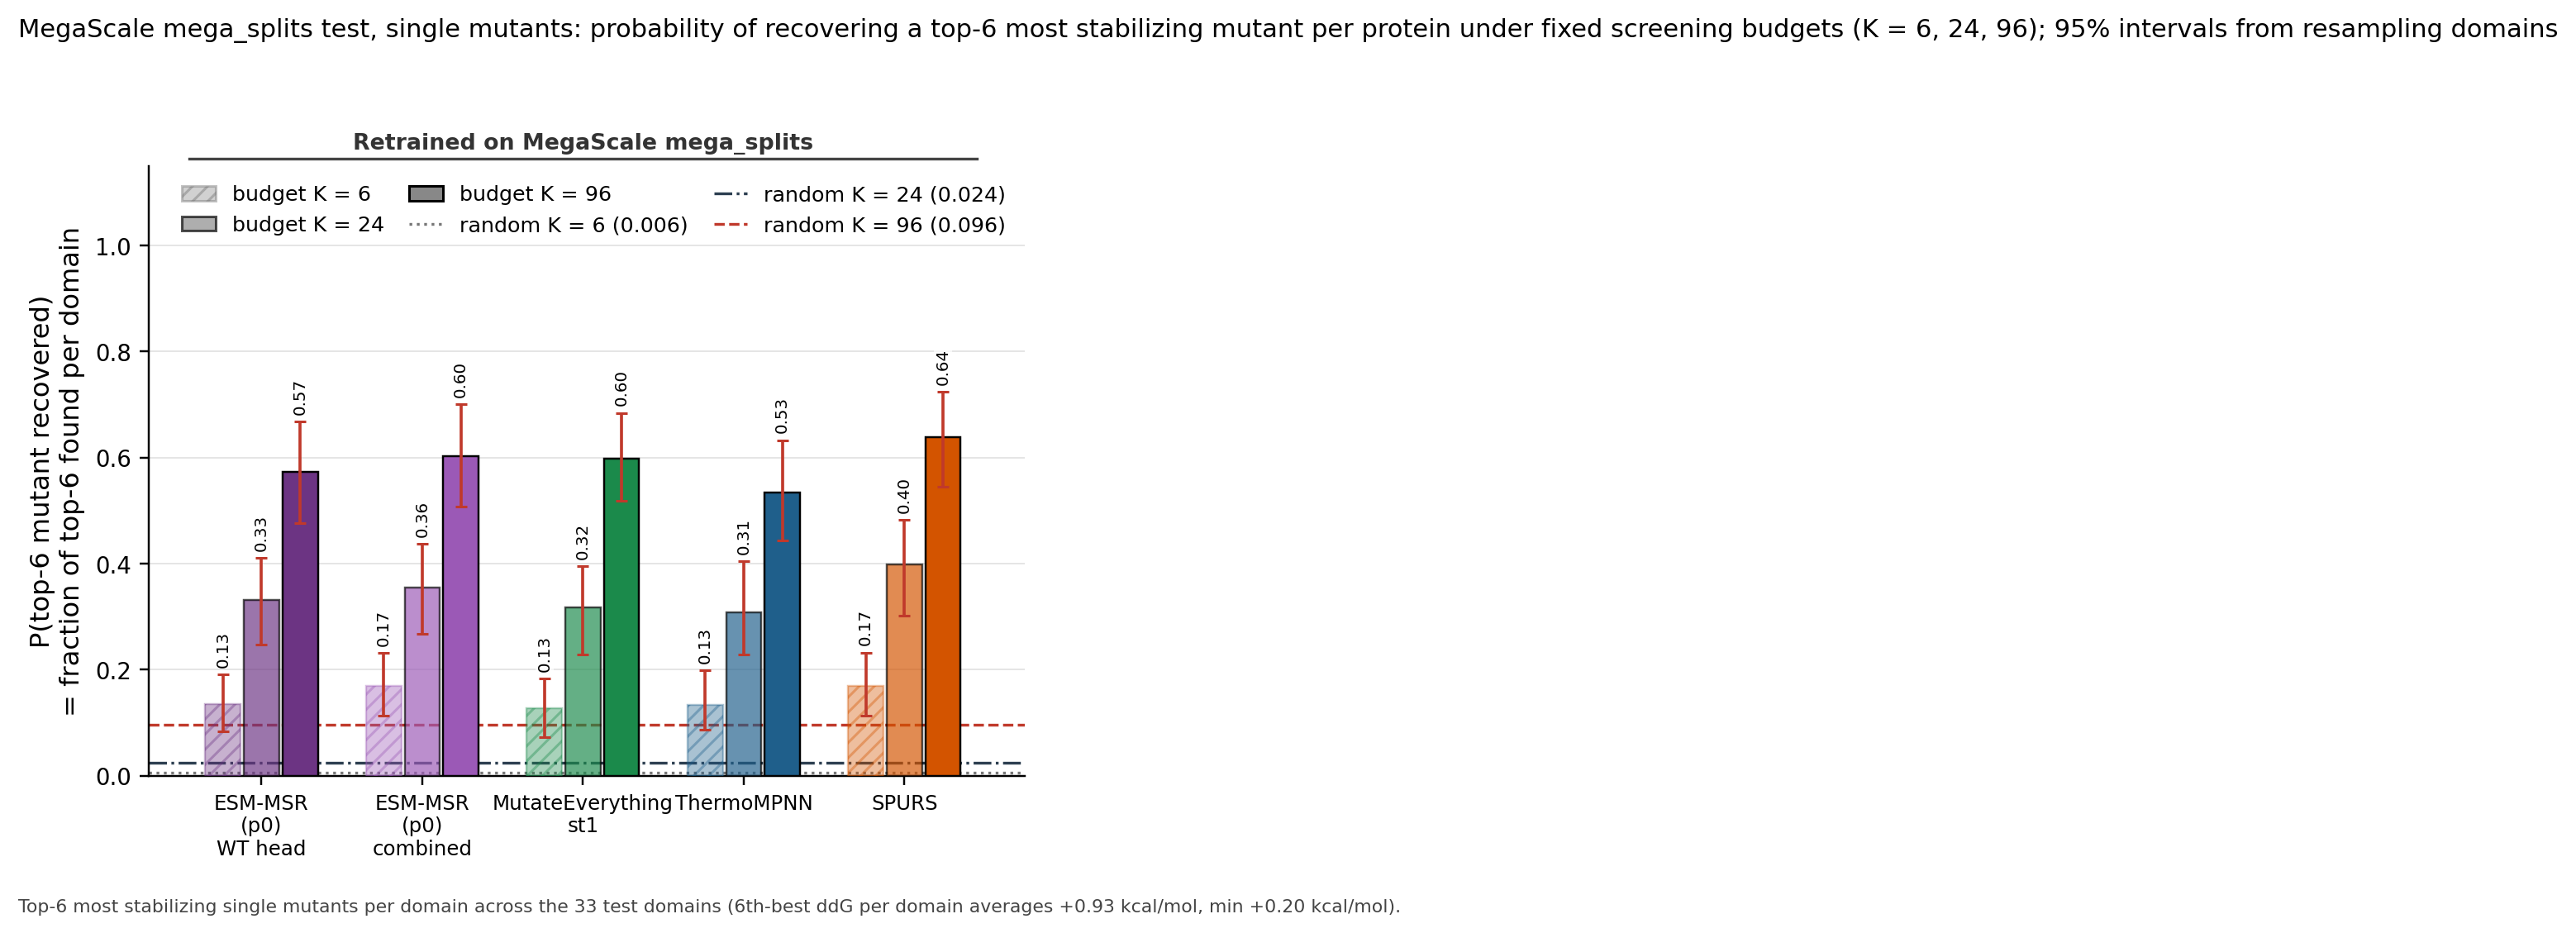 MegaScale mega_splits test, single mutants: probability of recovering a top-6 most stabilizing mutant per protein under fixed screening budgets (K = 6, 24, 96); 95% intervals from resampling domains
Retrained on MegaScale mega_splits
budget K = 6
budget K = 24
budget K = 96
random K = 6 (0.006)
random K = 24 (0.024)
random K = 96 (0.096)
P(top-6 mutant recovered)
= fraction of top-6 found per domain
1.0
0.8
0.6
0.4
0.2
0.0
0.13
0.33
0.57
0.17
0.36
0.60
0.13
0.32
0.60
0.13
0.31
0.53
0.17
0.40
0.64
ESM-MSR
(p0)
WT head
ESM-MSR
(p0)
combined
MutateEverything
st1
ThermoMPNN
SPURS
Top-6 most stabilizing single mutants per domain across the 33 test domains (6th-best ddG per domain averages +0.93 kcal/mol, min +0.20 kcal/mol).